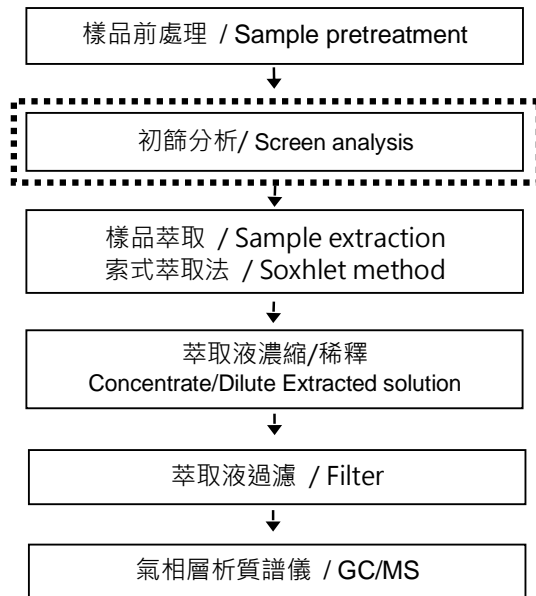 樣品前處理 / Sample pretreatment
初篩分析/ Screen analysis
樣品萃取 / Sample extraction
索式萃取法 / Soxhlet method
萃取液濃縮/稀釋
Concentrate/Dilute Extracted solution
萃取液過濾 / Filter
氣相層析質譜儀 / GC/MS